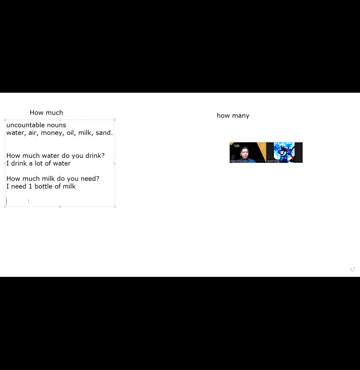 How much
uncountable nouns
water, air, money, oil, milk, sand.
How much water do you drink?
I drink a lot of water
How much milk do you need?
I need 1 bottle of milk
how many